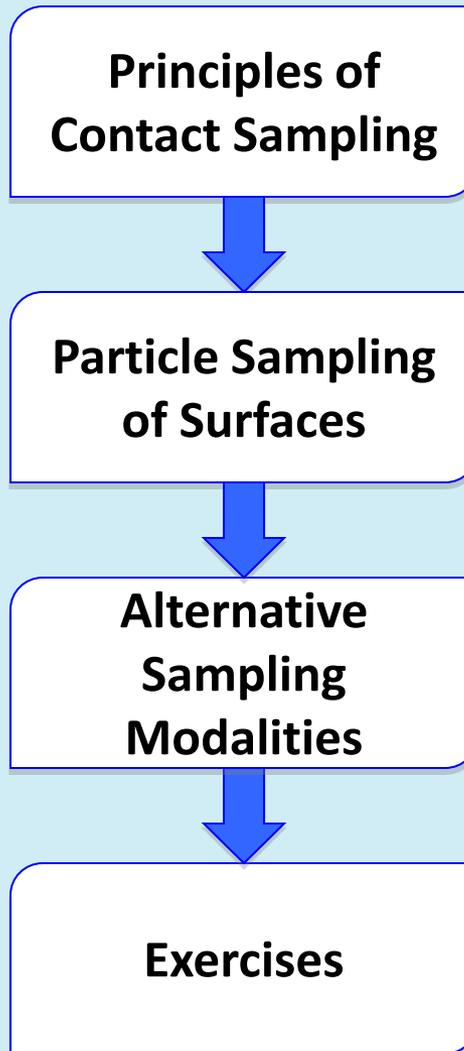 Principles of
Contact Sampling
Particle Sampling
of Surfaces
Alternative
Sampling
Modalities
Exercises